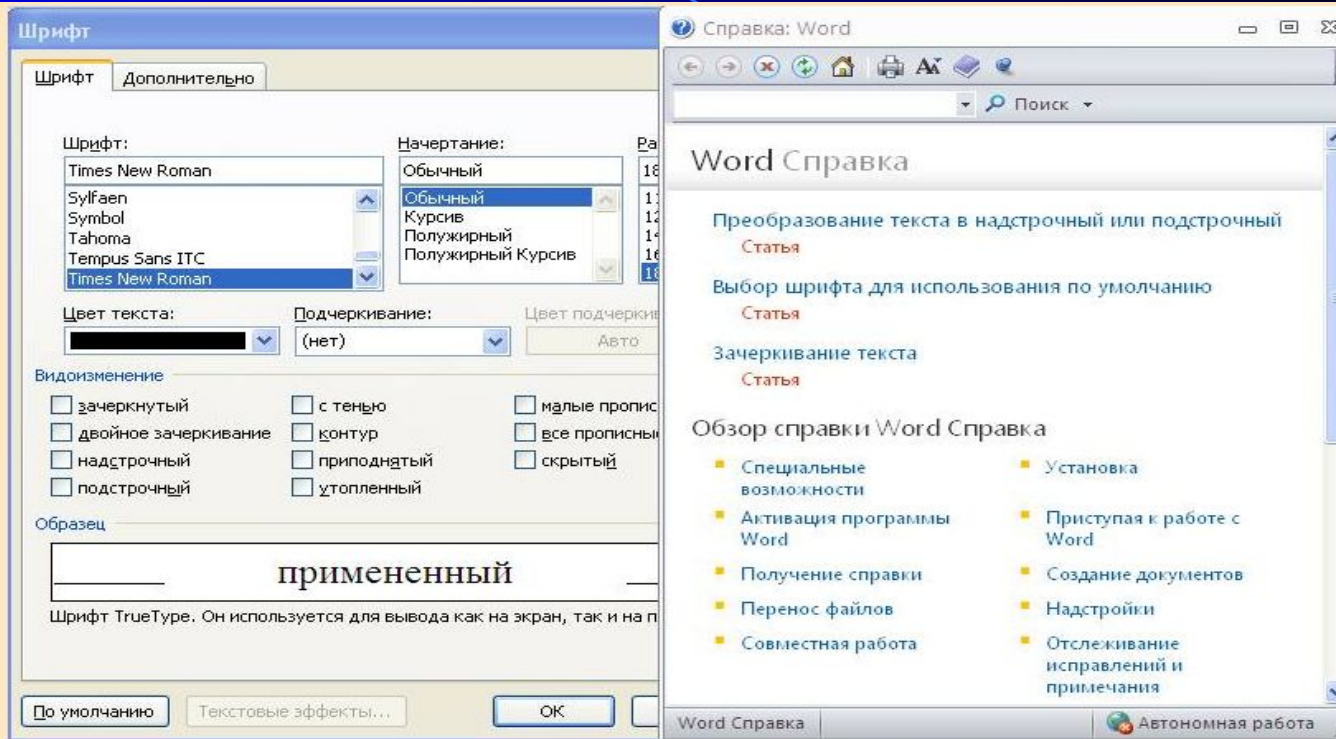 Шрифт
Шрифт
Дополнительно
Шрифт:
Начертание:
Times New Roman
Обычный
18
Sylfaen
Symbol
Tahoma
Tempus Sans ITC
Times New Roman
Обычный
Курсив
Полужирный
Полужирный Курсив
18
Цвет текста:
Подчеркивание:
Цвет
(нет)
Авто
Видоизменение
зачеркнутый
с тенью
малые
двойное зачеркивание
контур
все
надстрочный
приподнятый
скрытый
подстрочный
утопленный
Образец
примененный
Шрифт TrueType. Он используется для вывода как на экран, так и на
По умолчанию
Текстовые эффекты...
ОК
Справка: Word
Поиск
Word Справка
Преобразование текста в надстрочный или подстрочный
Статья
Выбор шрифта для использования по умолчанию
Статья
Зачеркивание текста
Статья
Обзор справки Word Справка
Специальные
возможности
Установка
Активация программы
Word
Приступая к работе с
Word
Получение справки
Создание документов
Перенос файлов
Надстройки
Совместная работа
Отслеживание
исправлений и
примечания
Word Справка
Автономная работа